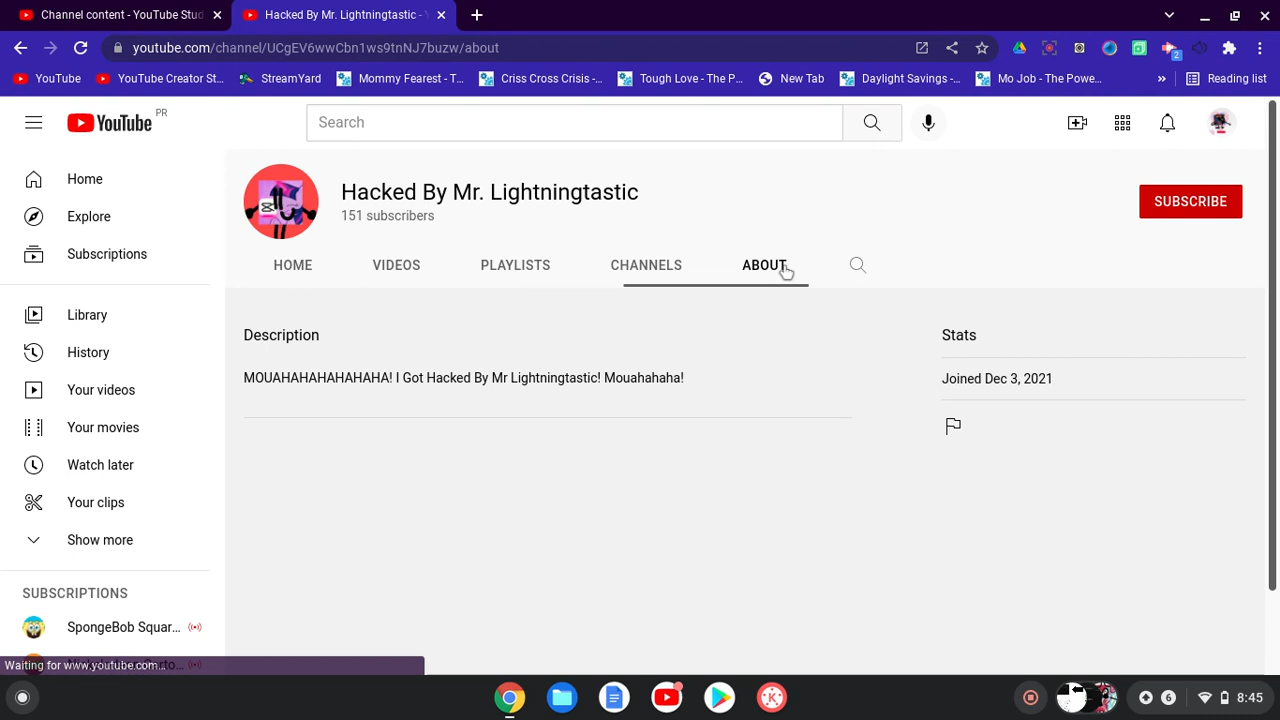 Channel content - YouTube Stud
Hacked By Mr. Lightningtastic - Y
youtube.com/channel/UCgEV6wwCbn1ws9tnNJ7buzw/about
2
YouTube
YouTube Creator St...
StreamYard
Mommy Fearest - T...
Criss Cross Crisis -...
Tough Love - The P...
New Tab
Daylight Savings -...
Mo Job - The Powe...
»
Reading list
YouTube PR
Search
Home
Explore
Subscriptions
Library
History
Your videos
Your movies
Watch later
Your clips
Show more
SUBSCRIPTIONS
SpongeBob Squar...
Hacked By Mr. Lightningtastic
151 subscribers
SUBSCRIBE
HOME
VIDEOS
PLAYLISTS
CHANNELS
ABOUT
Description
MOUAHAHAHAHAHAHA! I Got Hacked By Mr Lightningtastic! Mouahahaha!
Stats
Joined Dec 3, 2021
Waiting for www.youtube.com...
6
8:45